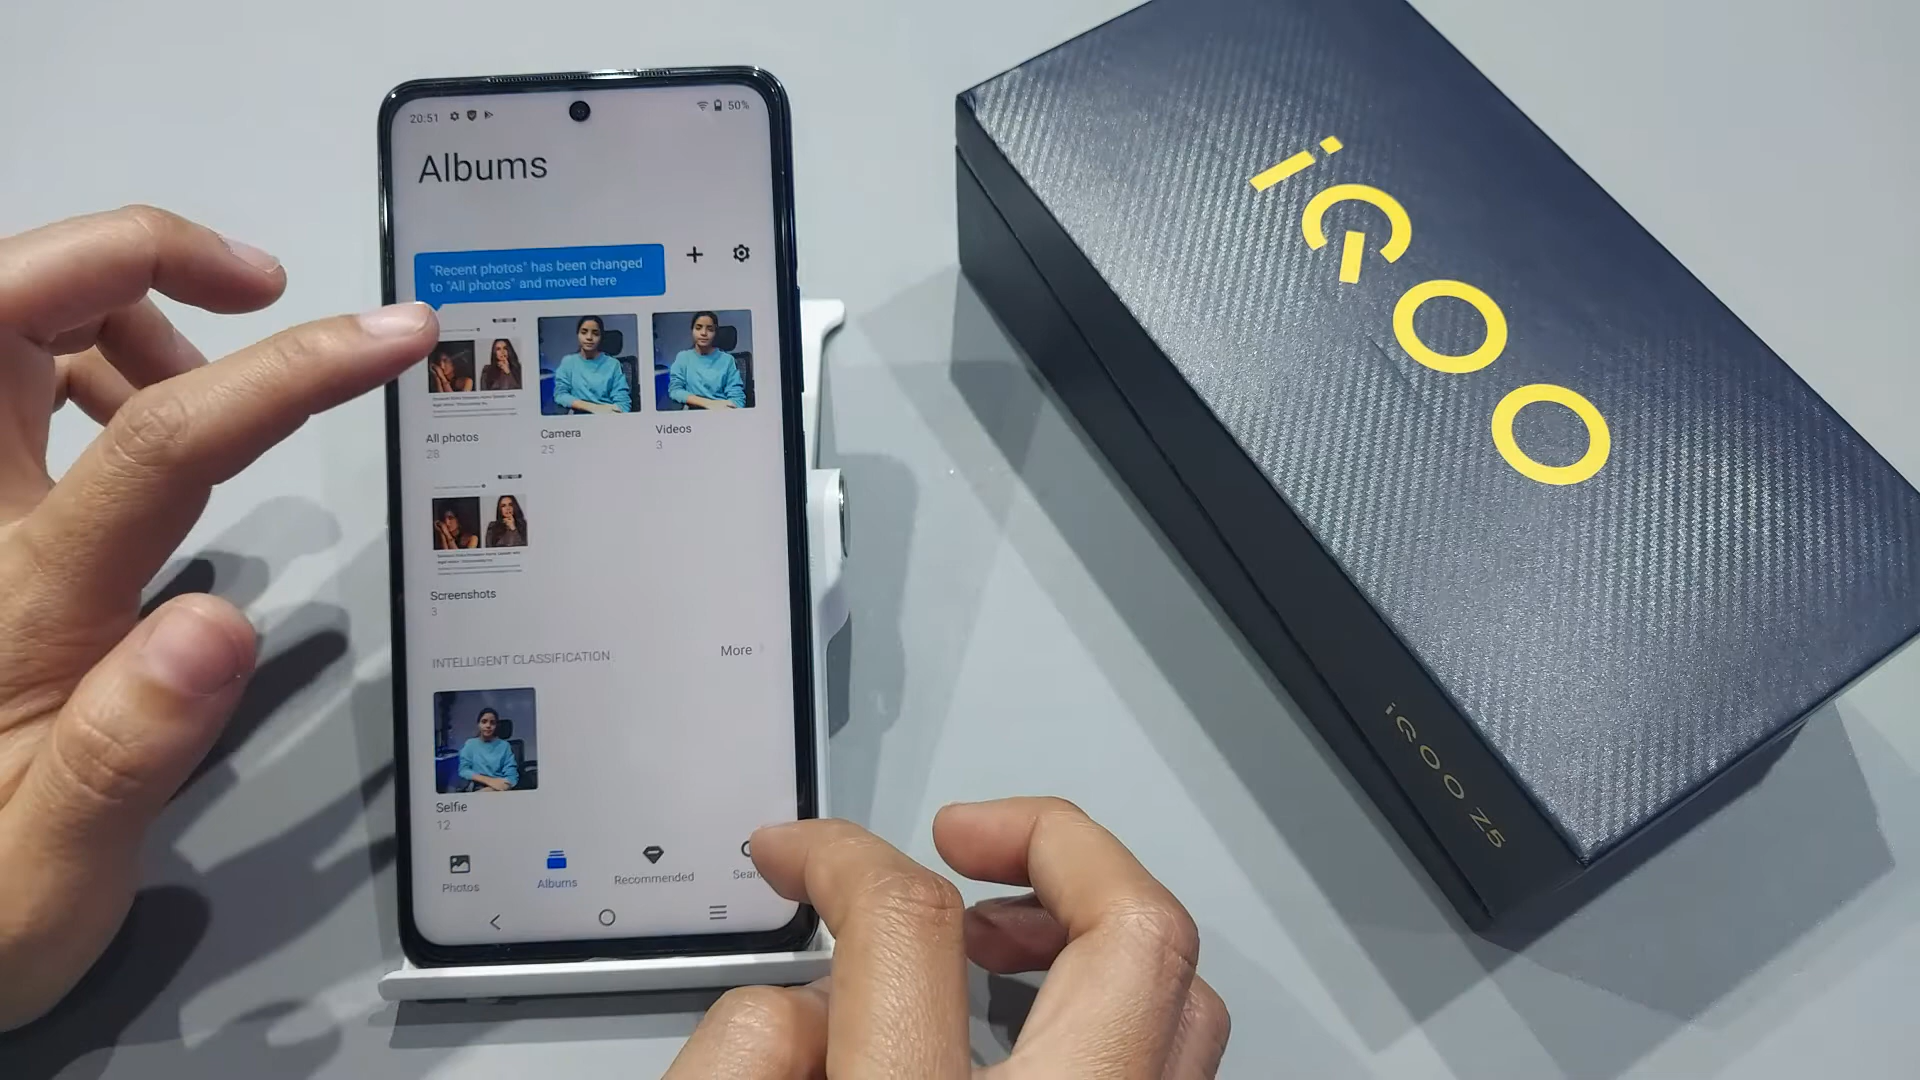 20:51
50%
Albums
"Recent photos" has been changed
to "All photos" and moved here
All photos
28
Camera
25
Videos
3
Screenshots
3
INTELLIGENT CLASSIFICATION
More
Selfie
12
Photos
Albums
Recommended
iQOO
iQOO Z5